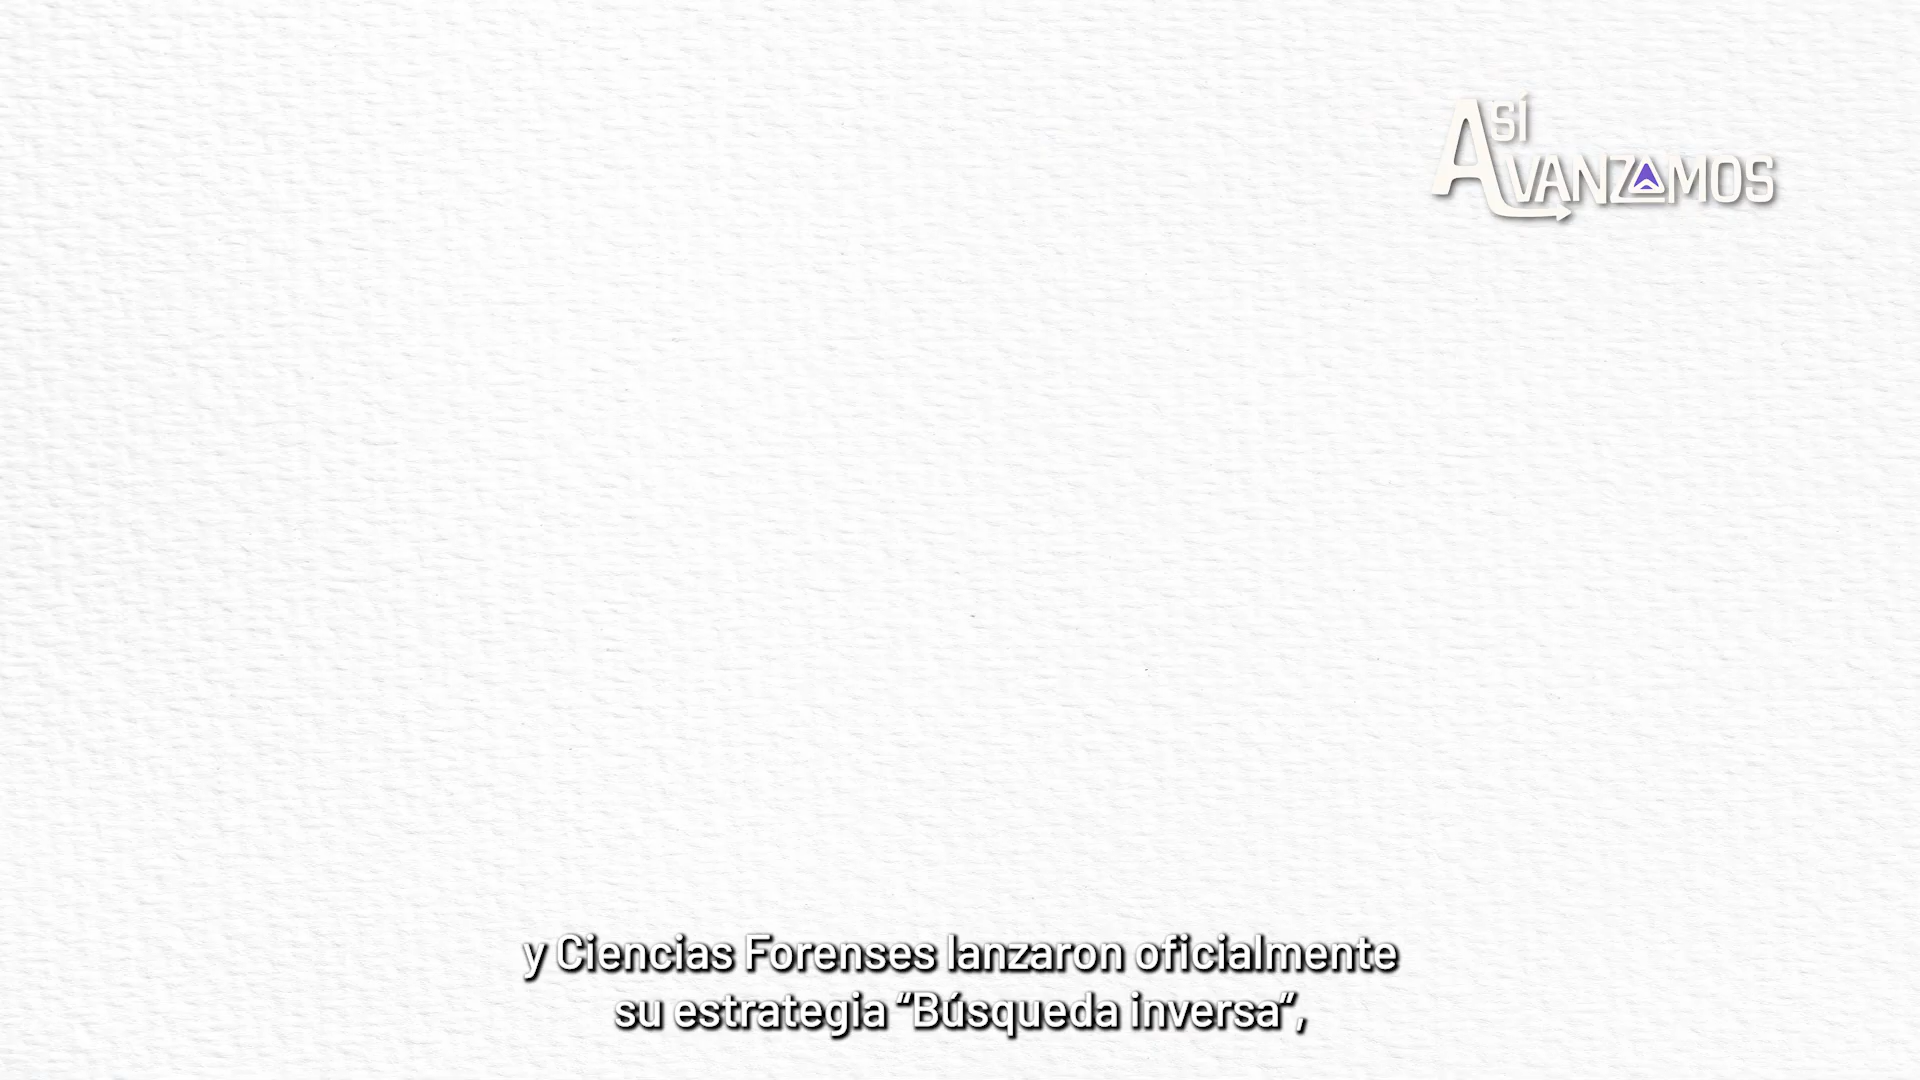 ASÍ
AVANZAMOS
y Ciencias Forenses lanzaron oficialmente
su estrategia “Búsqueda inversa”,